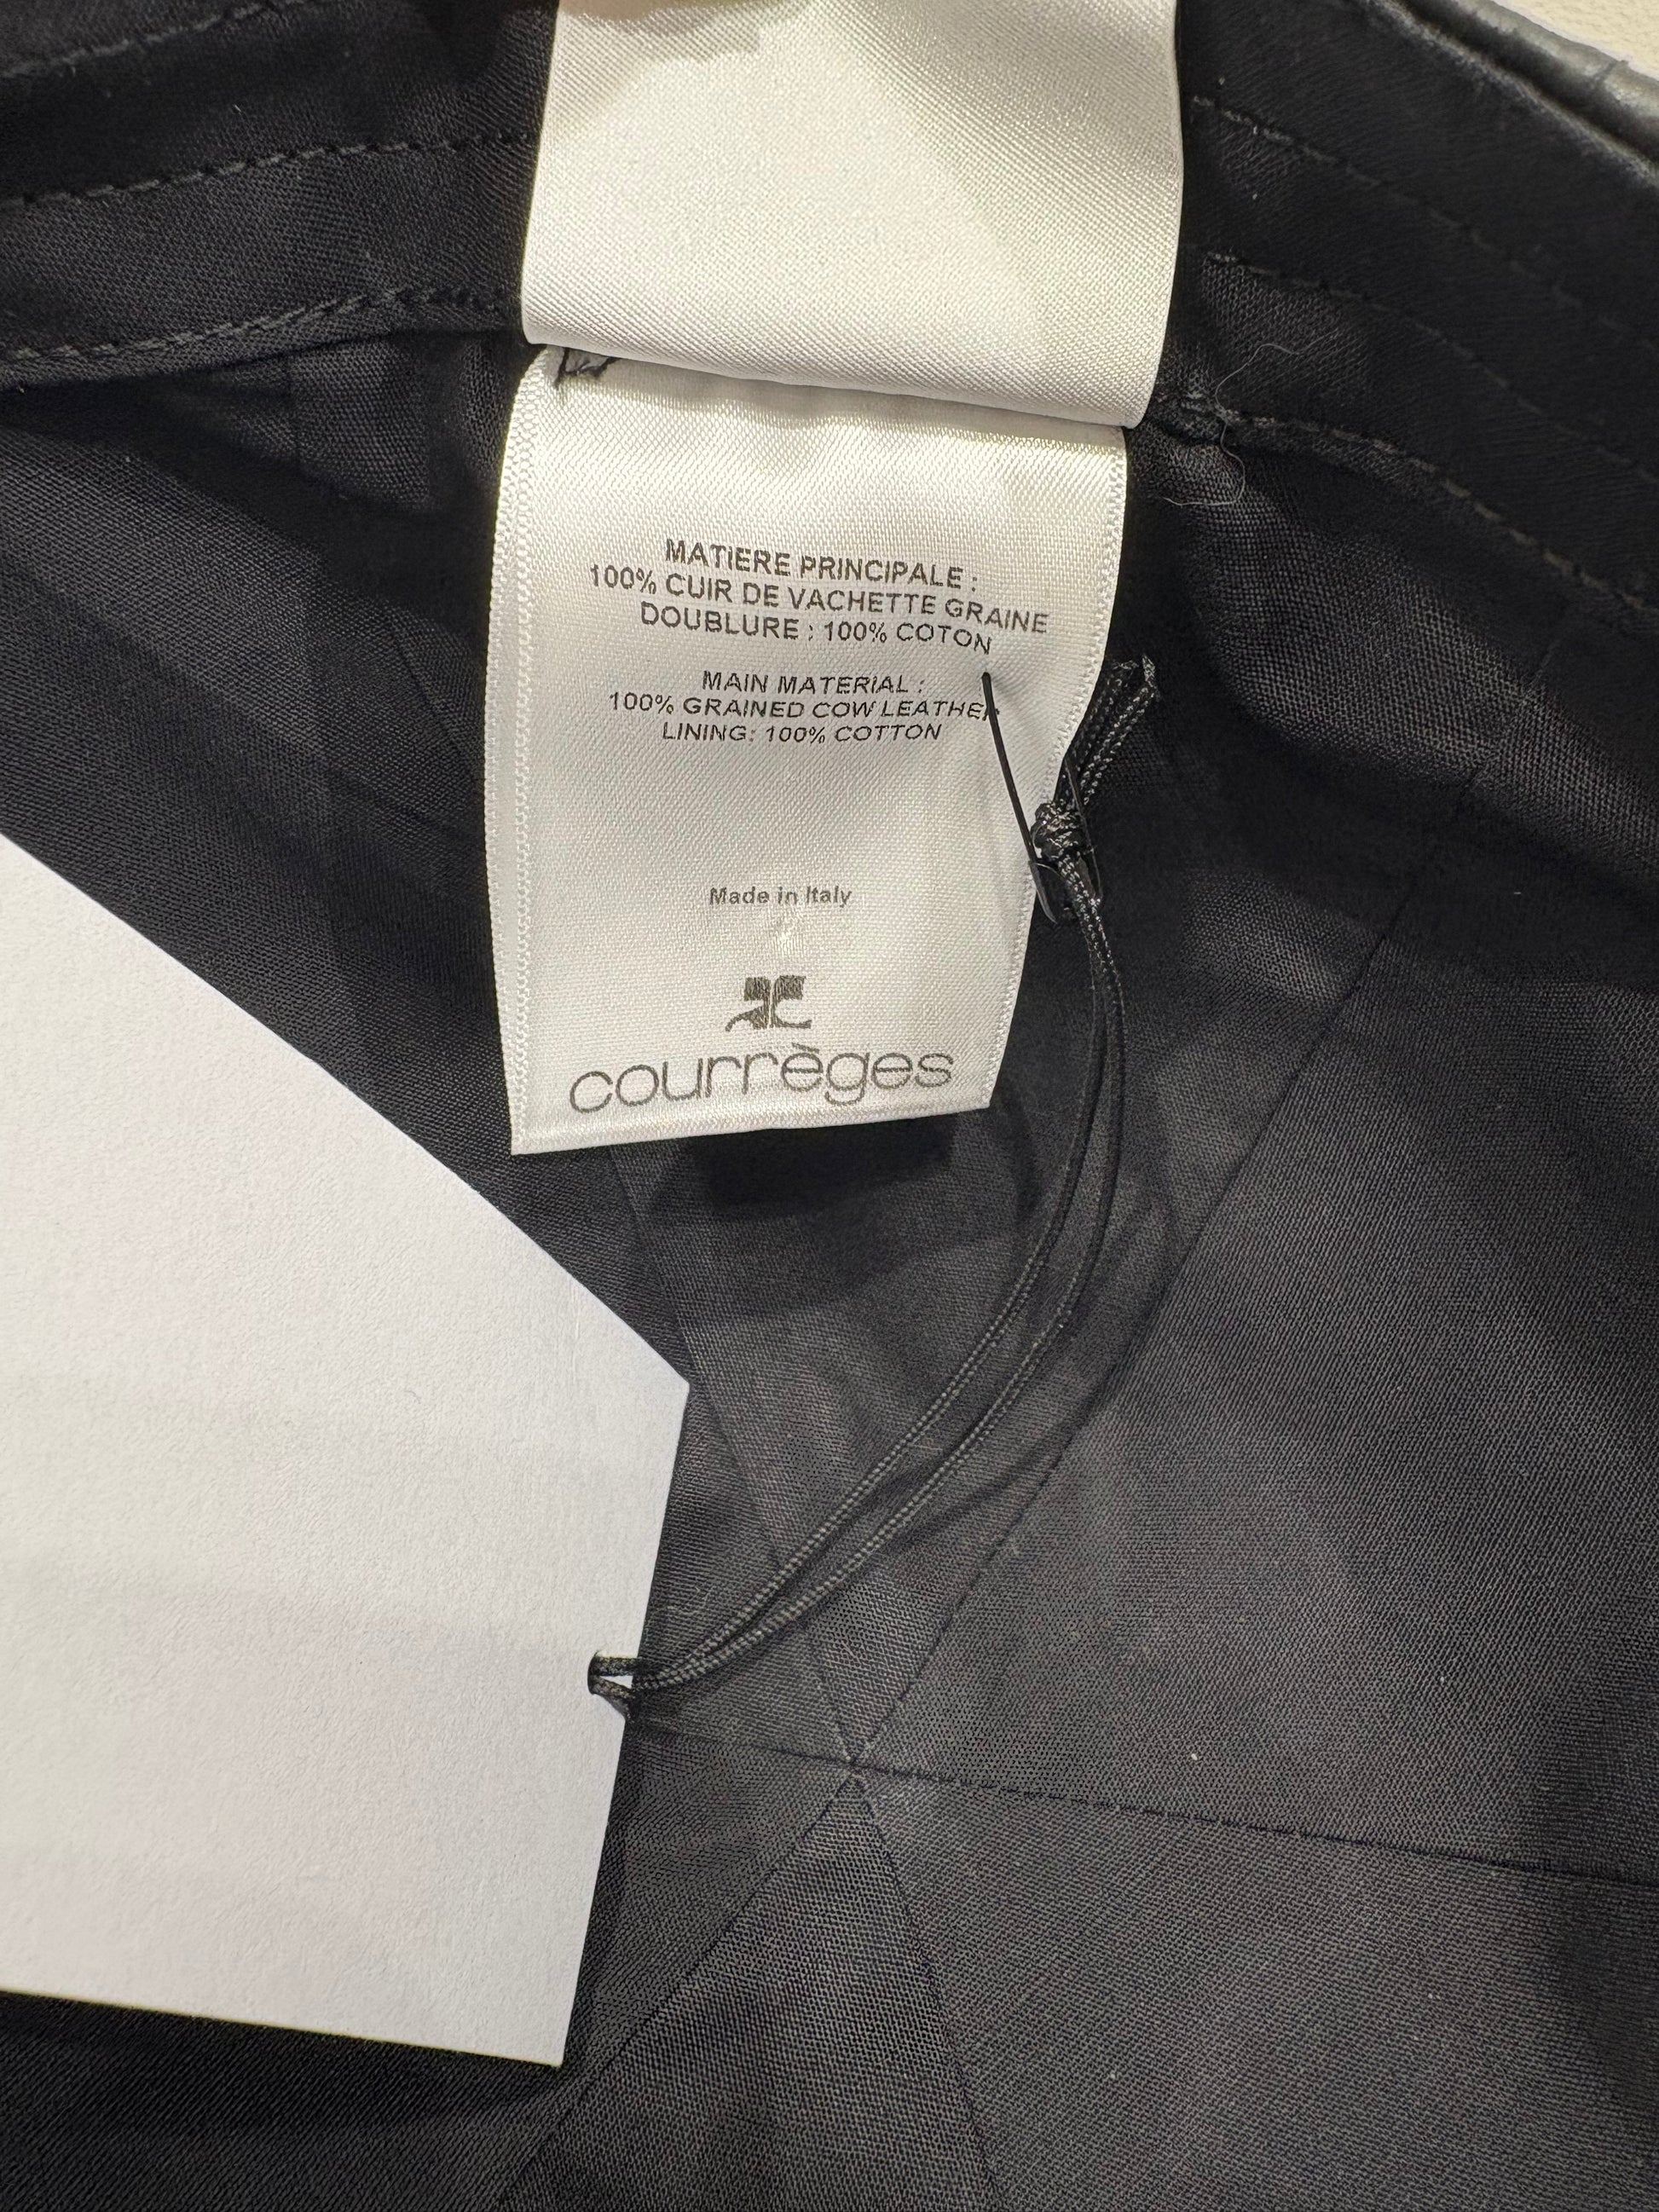 MATIERE PRINCIPALE :
100% CUIR DE VACHETTE GRAINE
DOUBLURE : 100% COTON
MAIN MATERIAL :
100% GRAINED COW LEATHER
LINING: 100% COTTON
Made in Italy
courrèges